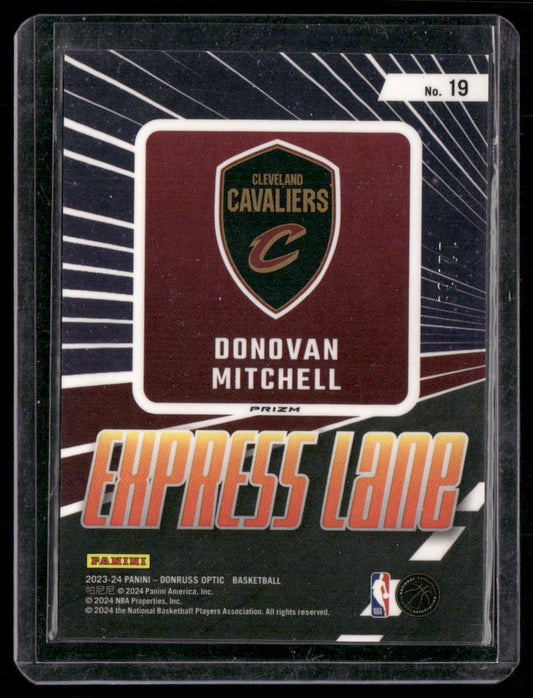 No. 19
CLEVELAND
CAVALIERS
C
DONOVAN
MITCHELL
PRIZM
EXPRESS Lane
PANINI
2023-24 PANINI – DONRUSS OPTIC BASKETBALL
帕尼尼 © 2024 Panini America, Inc.
© 2024 NBA Properties, Inc.
© 2024 the National Basketball Players Association. All rights reserved.
NBA